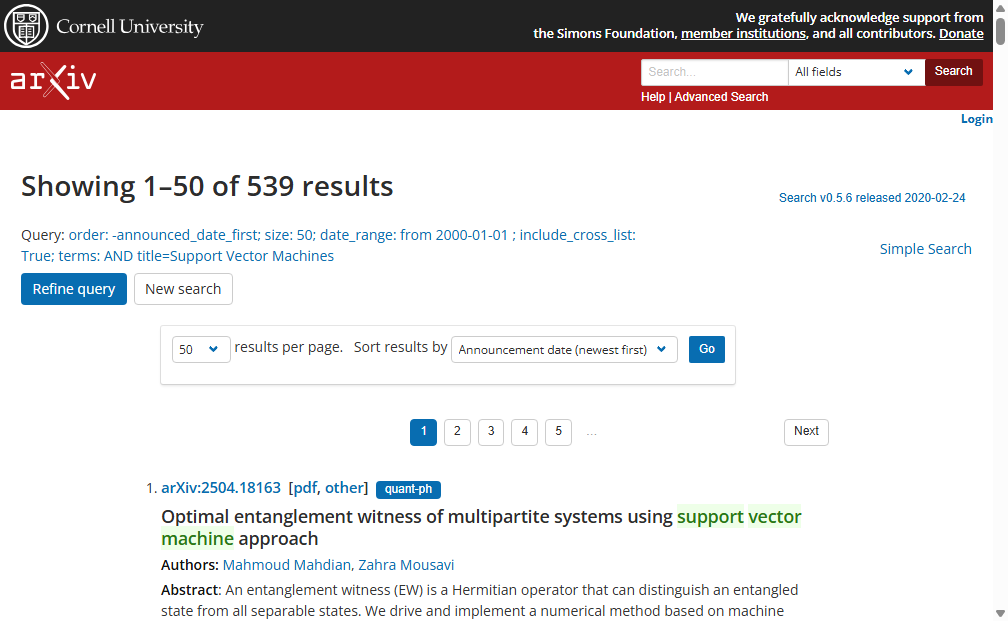 Cornell University
We gratefully acknowledge support from
the Simons Foundation, member institutions, and all contributors. Donate
arXiv
Search...
All fields
Search
Help | Advanced Search
Login
Showing 1–50 of 539 results
Search v0.5.6 released 2020-02-24
Query: order: -announced_date_first; size: 50; date_range: from 2000-01-01 ; include_cross_list:
True; terms: AND title=Support Vector Machines
Simple Search
Refine query
New search
50 results per page. Sort results by Announcement date (newest first) Go
1 2 3 4 5 ... Next
1. arXiv:2504.18163 [pdf, other] quant-ph
Optimal entanglement witness of multipartite systems using support vector
machine approach
Authors: Mahmoud Mahdian, Zahra Mousavi
Abstract: An entanglement witness (EW) is a Hermitian operator that can distinguish an entangled
state from all separable states. We drive and implement a numerical method based on machine